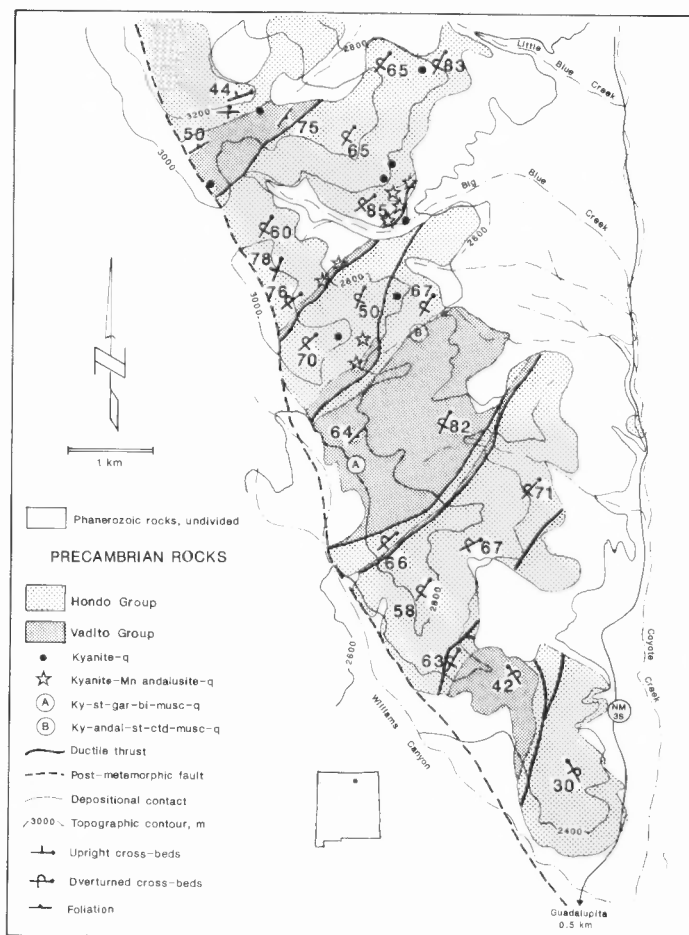 2800
65
83
Little
Blue
Creek
44
3200
50
75
65
3000
85
Big
Blue
Creek
60
2600
78
76
2600
50
67
3000
B
70
64
82
A
1 km
71
66
67
58
2800
63
42
2600
Williams
Canyon
Coyote
Creek
NM
38
30
2400
Guadalupita
0.5 km
Phanerozoic rocks, undivided
PRECAMBRIAN ROCKS
Hondo Group
Vadito Group
Kyanite-q
Kyanite-Mn andalusite-q
A Ky-st-gar-bi-musc-q
B Ky-andal-st-ctd-musc-q
Ductile thrust
Post-metamorphic fault
Depositional contact
3000 Topographic contour, m
Upright cross-beds
Overturned cross-beds
Foliation